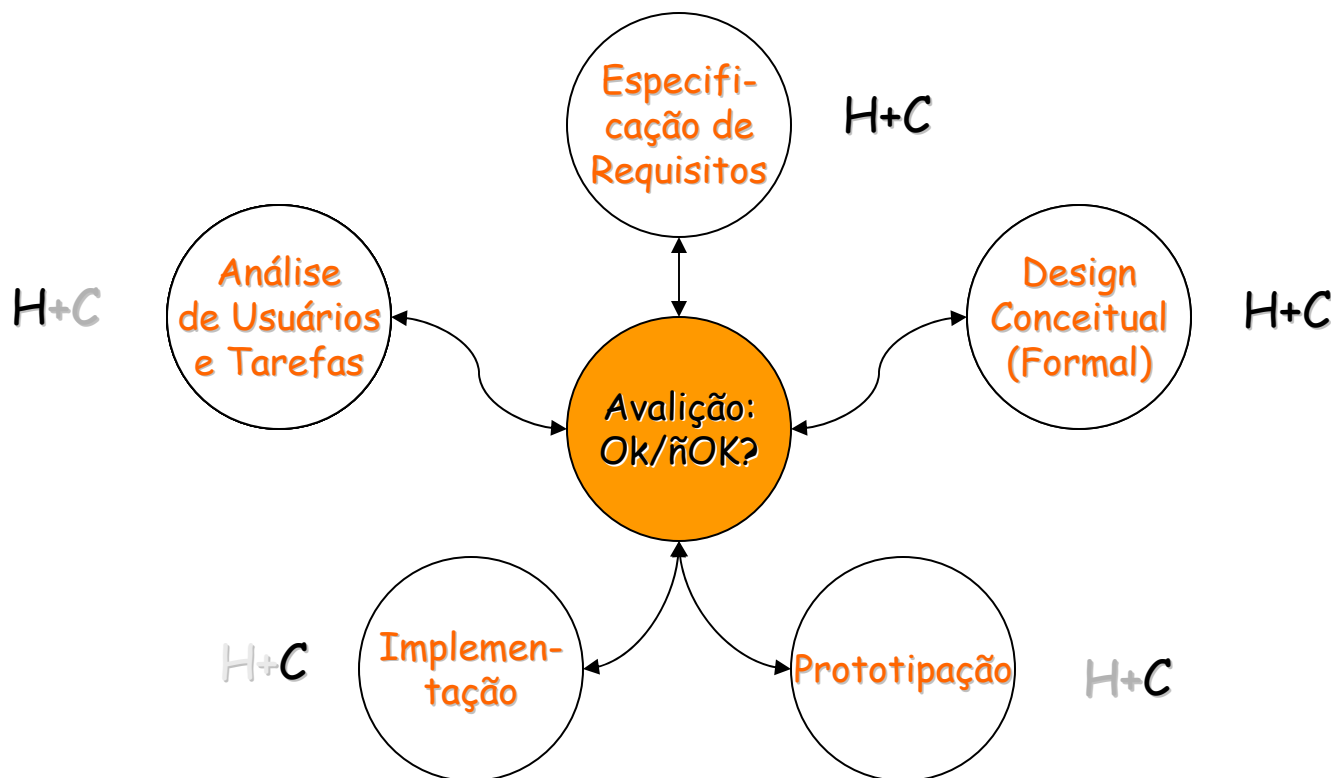 Especifi-
cação de
Requisitos
H+C
Análise
de Usuários
e Tarefas
H+C
Design
Conceitual
(Formal)
H+C
Avalição:
Ok/ñOK?
Implemen-
tação
H+C
Prototipação
H+C